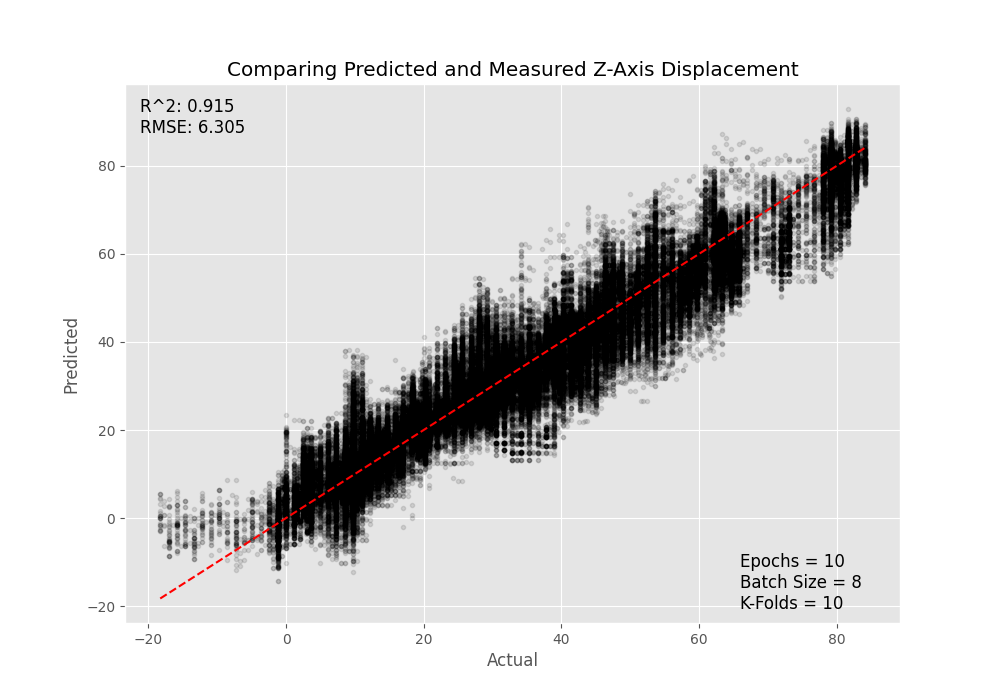 Comparing Predicted and Measured Z-Axis Displacement
R^2: 0.915
RMSE: 6.305
80
60
40
20
0
−20
Predicted
Epochs = 10
Batch Size = 8
K-Folds = 10
−20 0 20 40 60 80
Actual